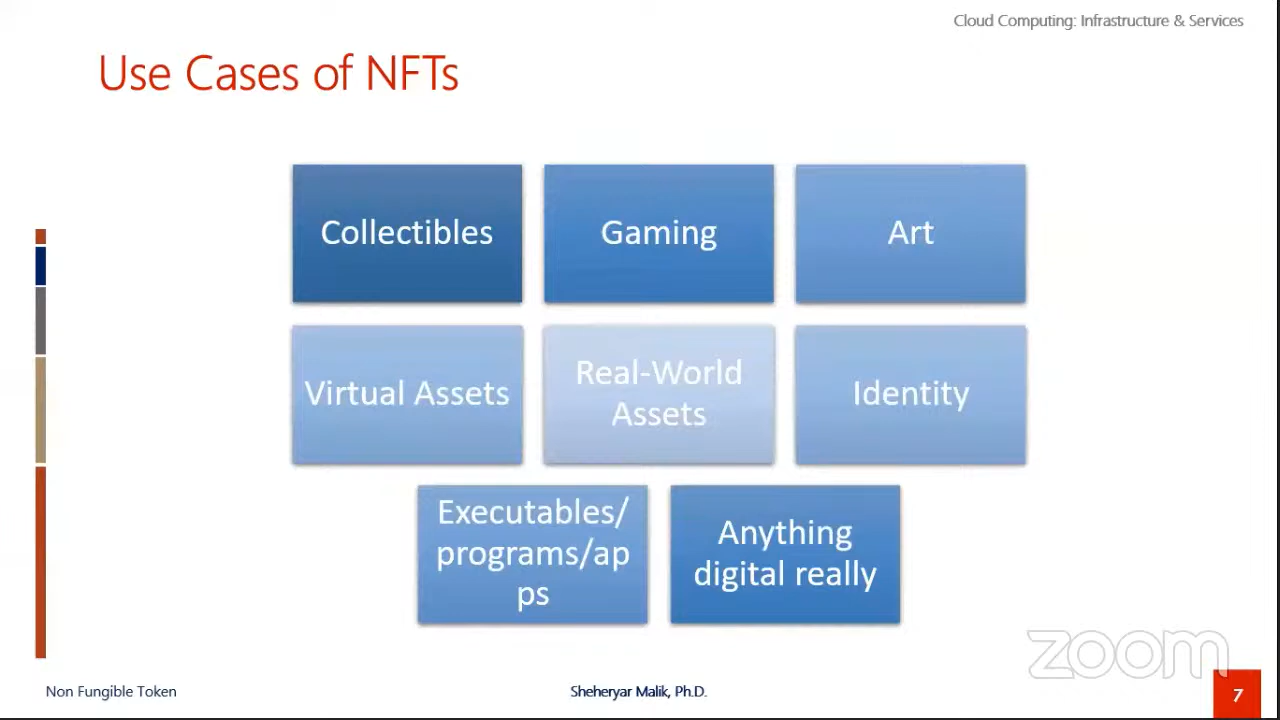 Cloud Computing: Infrastructure & Services
Use Cases of NFTs
Collectibles
Gaming
Art
Virtual Assets
Real-World
Assets
Identity
Executables/
programs/ap
ps
Anything
digital really
zoom
Non Fungible Token
Sheheryar Malik, Ph.D.
7